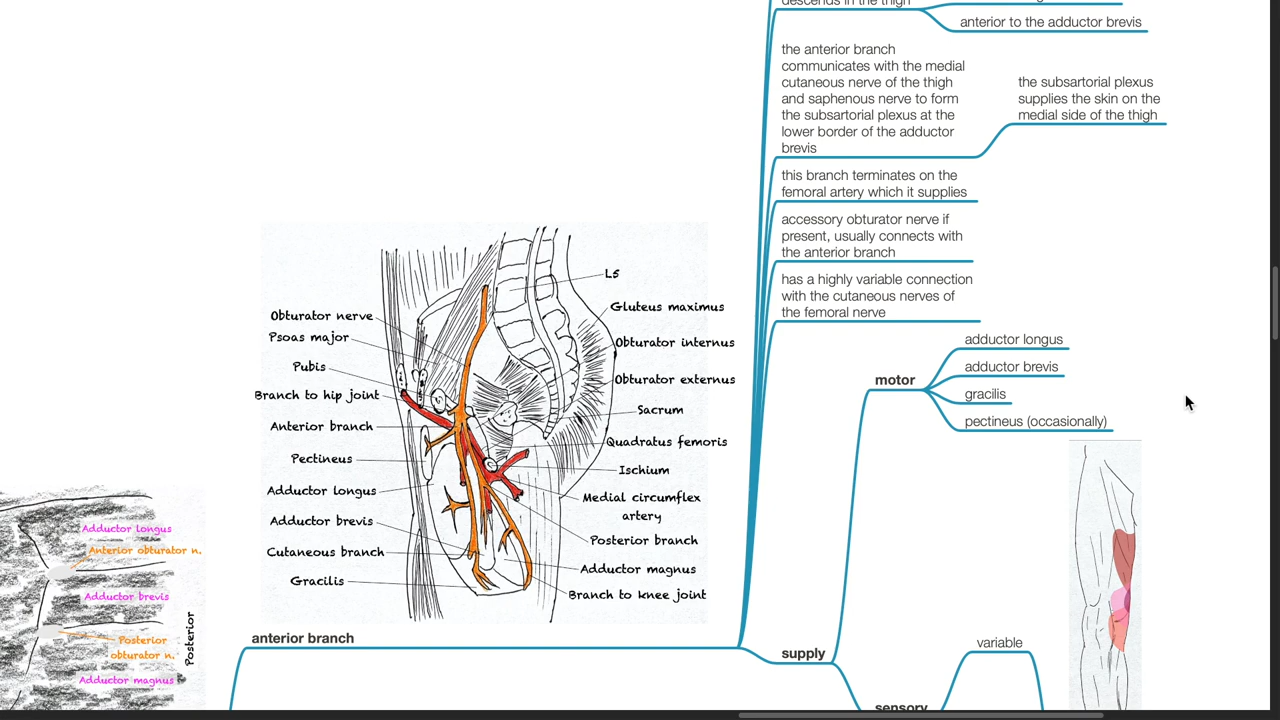 descends in the thigh
anterior to the adductor brevis
the anterior branch
communicates with the medial
cutaneous nerve of the thigh
and saphenous nerve to form
the subsartorial plexus at the
lower border of the adductor
brevis
the subsartorial plexus
supplies the skin on the
medial side of the thigh
this branch terminates on the
femoral artery which it supplies
accessory obturator nerve if
present, usually connects with
the anterior branch
has a highly variable connection
with the cutaneous nerves of
the femoral nerve
L5
Gluteus maximus
Obturator internus
Obturator externus
Sacrum
Quadratus femoris
Ischium
Medial circumflex
artery
Posterior branch
Adductor magnus
Branch to knee joint
Obturator nerve
Psoas major
Pubis
Branch to hip joint
Anterior branch
Pectineus
Adductor longus
Adductor brevis
Cutaneous branch
Gracilis
Adductor longus
Anterior obturator n.
Adductor brevis
Posterior
obturator n.
Adductor magnus
Posterior
anterior branch
supply
motor
adductor longus
adductor brevis
gracilis
pectineus (occasionally)
variable
sensory